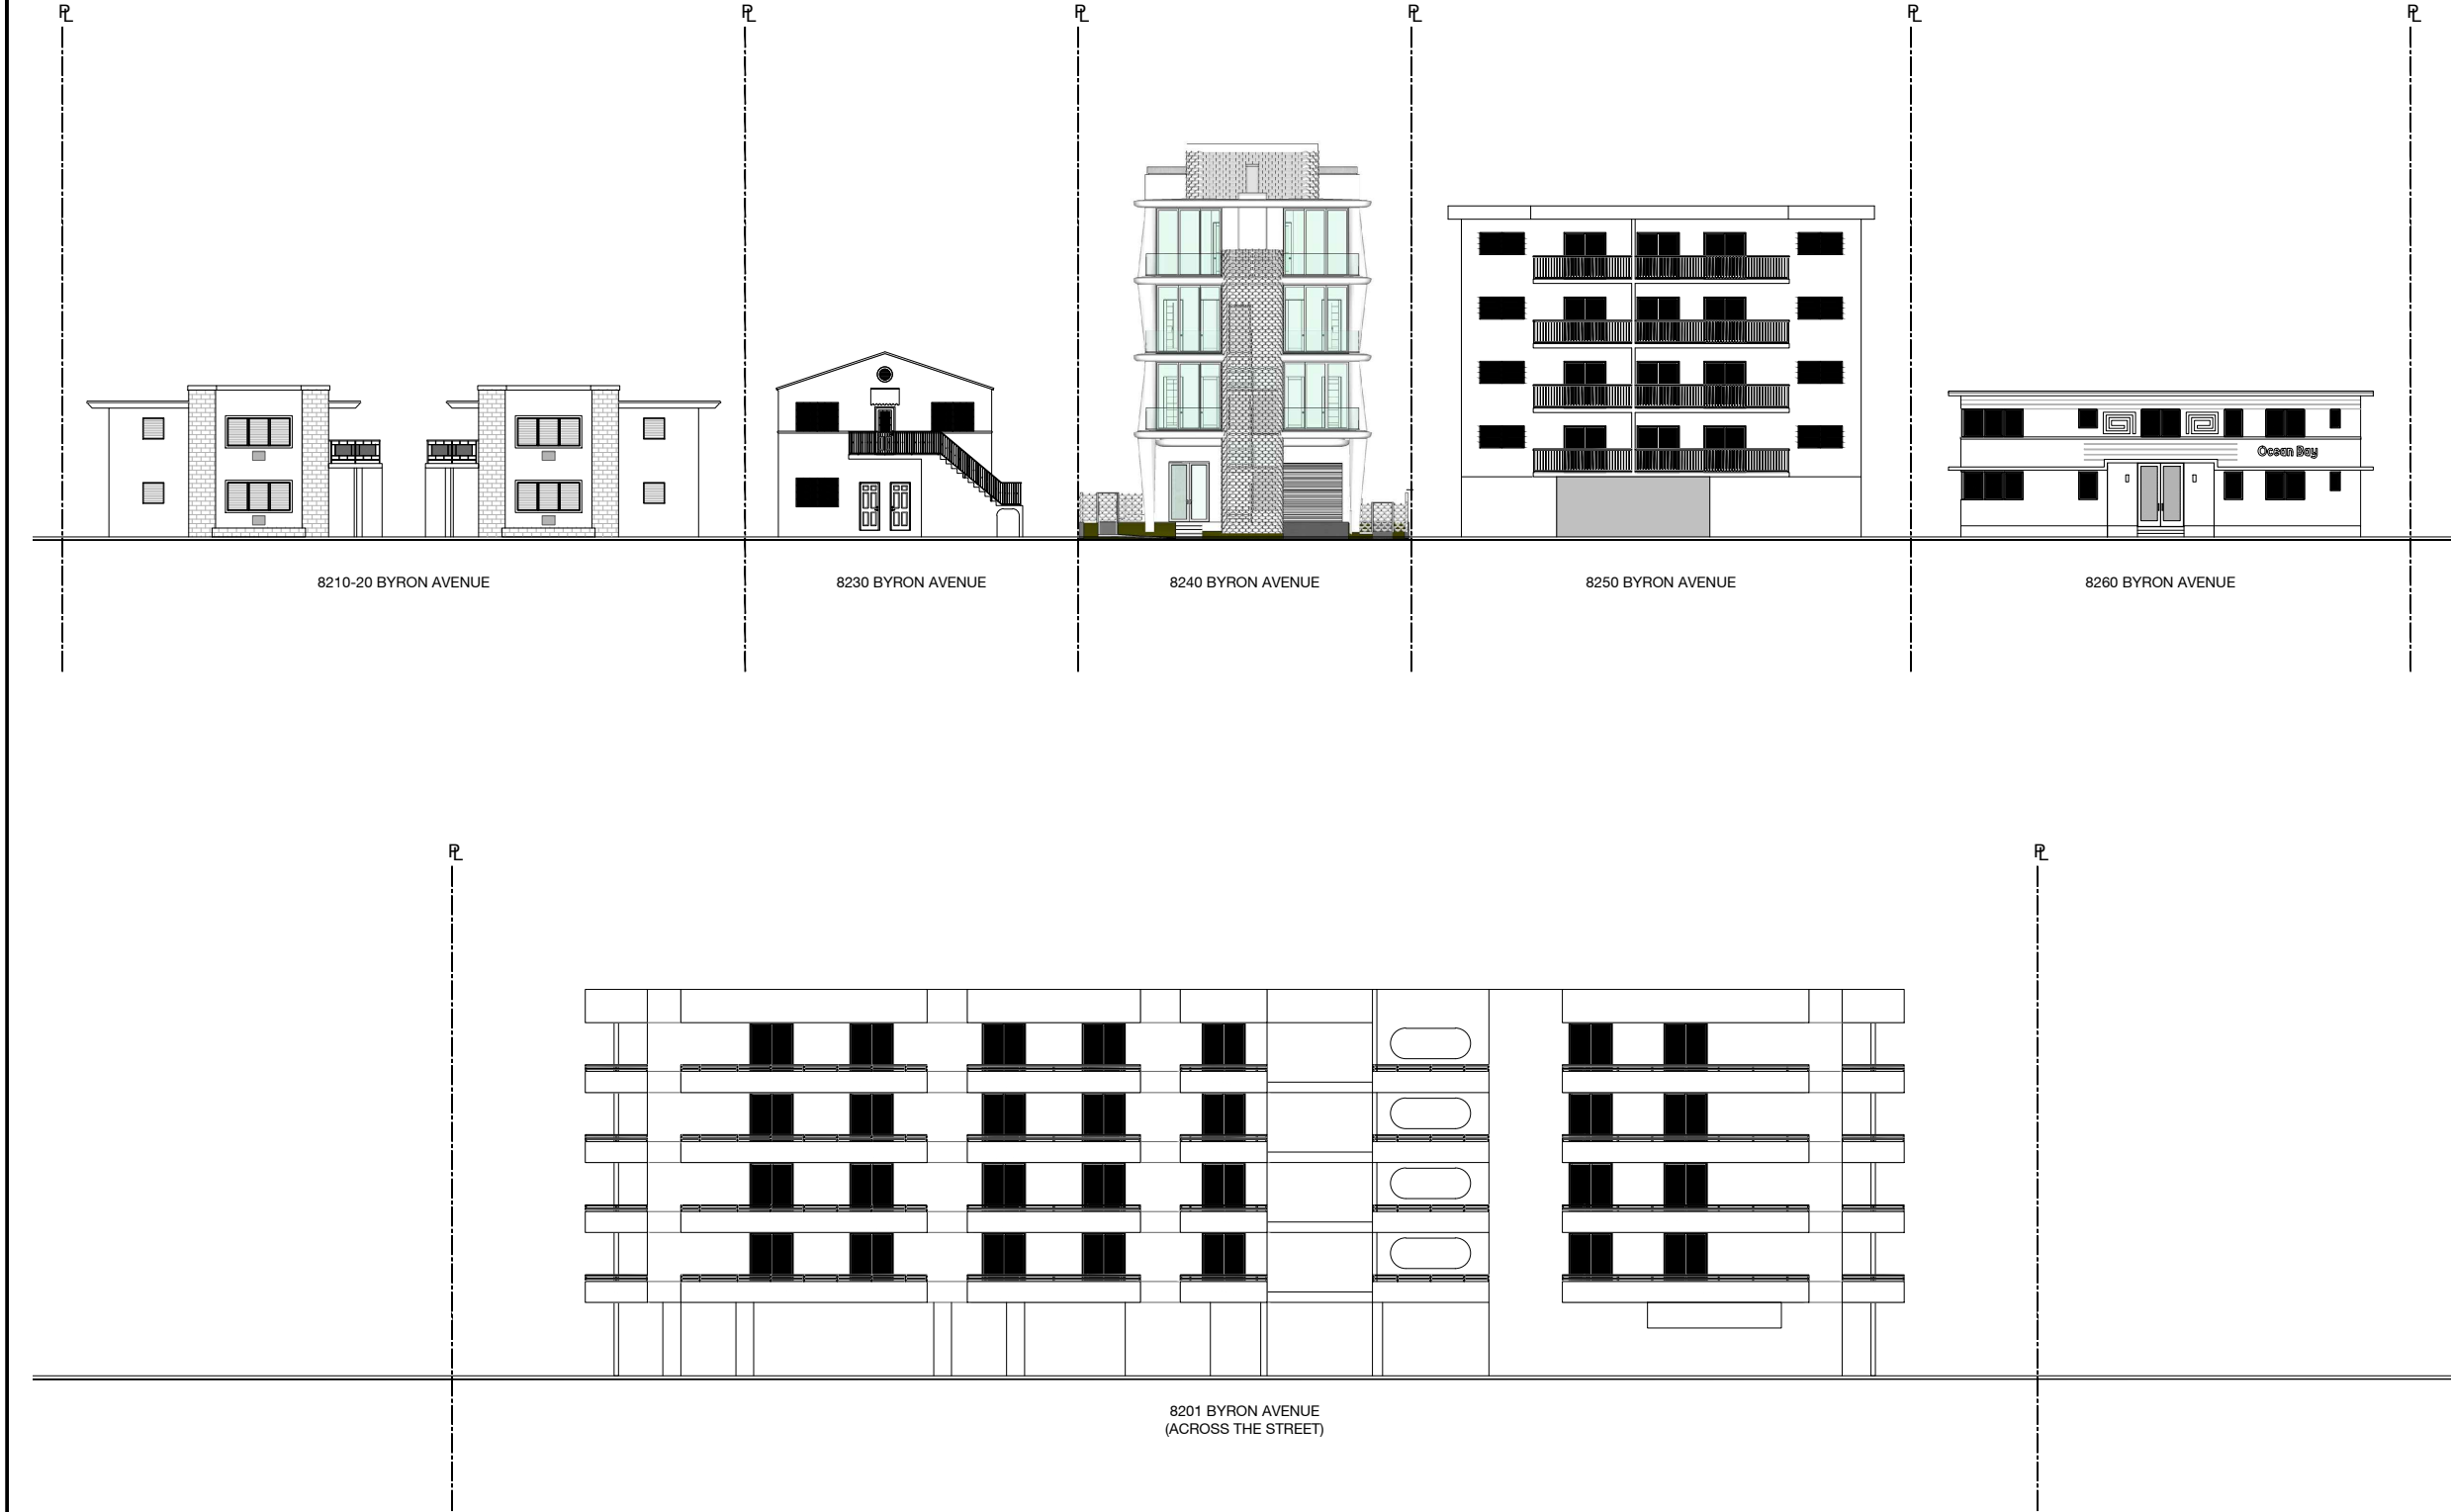 PL PL PL PL PL PL
Ocean Bay
8210-20 BYRON AVENUE
8230 BYRON AVENUE
8240 BYRON AVENUE
8250 BYRON AVENUE
8260 BYRON AVENUE
PL PL
8201 BYRON AVENUE
(ACROSS THE STREET)